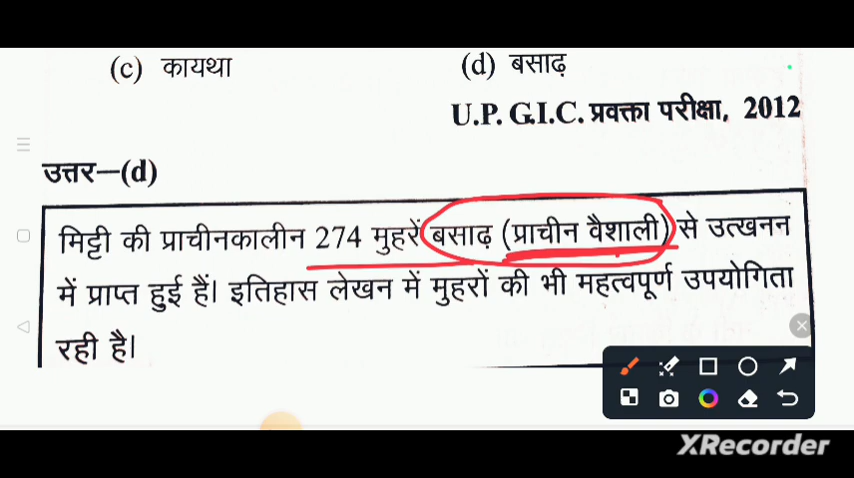 (c) कायथा (d) बसाढ़
U.P. G.I.C. प्रवक्ता परीक्षा, 2012
उत्तर—(d)
मिट्टी की प्राचीनकालीन 274 मुहरें बसाढ़ (प्राचीन वैशाली) से उत्खनन
में प्राप्त हुई हैं। इतिहास लेखन में मुहरों की भी महत्वपूर्ण उपयोगिता
रही है।
XRecorder